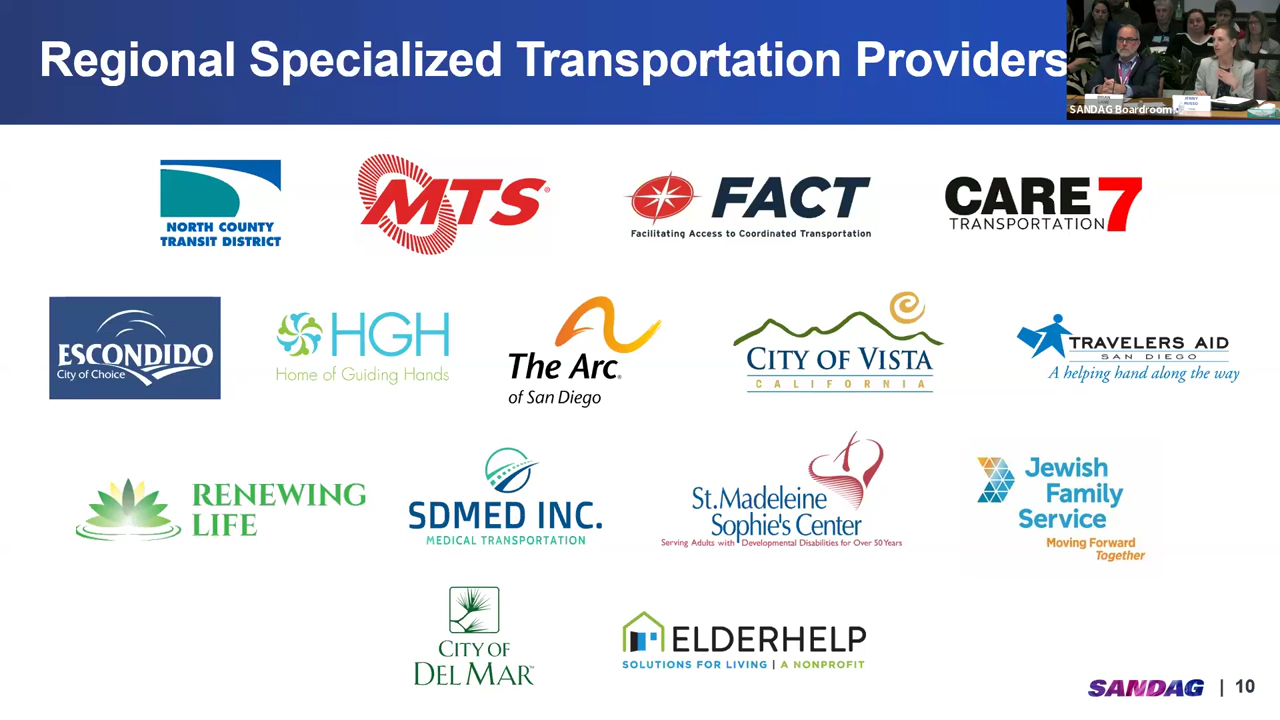 Regional Specialized Transportation Providers
SANDAG Boardroom
JENNY
RUSSO
NORTH COUNTY
TRANSIT DISTRICT
MTS®
FACT
Facilitating Access to Coordinated Transportation
CARE 7
TRANSPORTATION
ESCONDIDO
City of Choice
HGH
Home of Guiding Hands
The Arc®
of San Diego
CITY OF VISTA
CALIFORNIA
TRAVELERS AID
SAN DIEGO
A helping hand along the way
RENEWING
LIFE
SDMED INC.
MEDICAL TRANSPORTATION
St. Madeleine
Sophie's Center
Serving Adults with Developmental Disabilities for Over 50 Years
Jewish
Family
Service
Moving Forward
Together
CITY OF
DEL MAR™
ELDERHELP
SOLUTIONS FOR LIVING | A NONPROFIT
SANDAG | 10